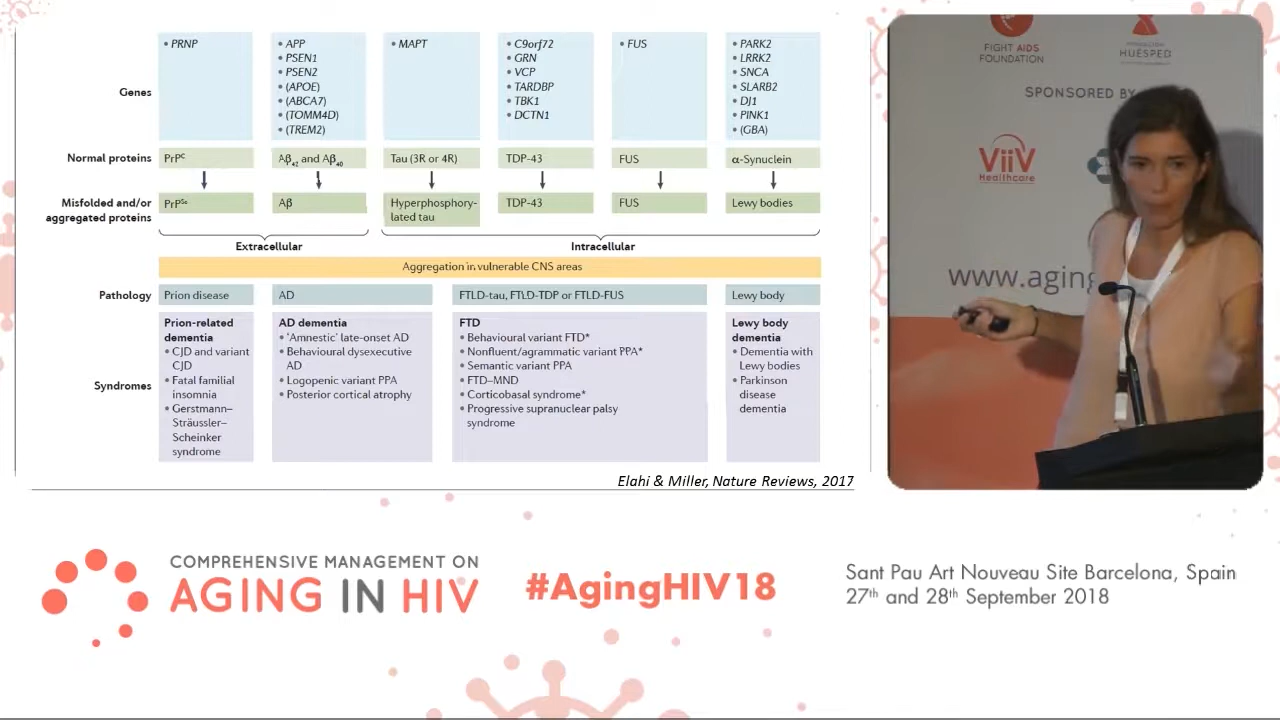 Genes
• PRNP
• APP
• PSEN1
• PSEN2
• (APOE)
• (ABCA7)
• (TOMM4D)
• (TREM2)
• MAPT
• C9orf72
• GRN
• VCP
• TARDBP
• TBK1
• DCTN1
• FUS
• PARK2
• LRRK2
• SNCA
• SLARB2
• DJ1
• PINK1
• (GBA)
Normal proteins
PrPᶜ
Aβ₄₂ and Aβ₄₀
Tau (3R or 4R)
TDP-43
FUS
α-Synuclein
Misfolded and/or
aggregated proteins
PrPˢᶜ
Aβ
Hyperphosphory-
lated tau
TDP-43
FUS
Lewy bodies
Extracellular
Intracellular
Aggregation in vulnerable CNS areas
Pathology
Prion disease
AD
FTLD-tau, FTLD-TDP or FTLD-FUS
Lewy body
Syndromes
Prion-related
dementia
• CJD and variant
CJD
• Fatal familial
insomnia
• Gerstmann–
Sträussler–
Scheinker
syndrome
AD dementia
• 'Amnestic' late-onset AD
• Behavioural dysexecutive
AD
• Logopenic variant PPA
• Posterior cortical atrophy
FTD
• Behavioural variant FTD*
• Nonfluent/agrammatic variant PPA*
• Semantic variant PPA
• FTD–MND
• Corticobasal syndrome*
• Progressive supranuclear palsy
syndrome
Lewy body
dementia
• Dementia with
Lewy bodies
• Parkinson
disease
dementia
Elahi & Miller, Nature Reviews, 2017
FIGHT AIDS
FOUNDATION
HUÉSPED
SPONSORED BY
ViiV
Healthcare
www.aging
COMPREHENSIVE MANAGEMENT ON
AGING IN HIV
#AgingHIV18
Sant Pau Art Nouveau Site Barcelona, Spain
27th and 28th September 2018